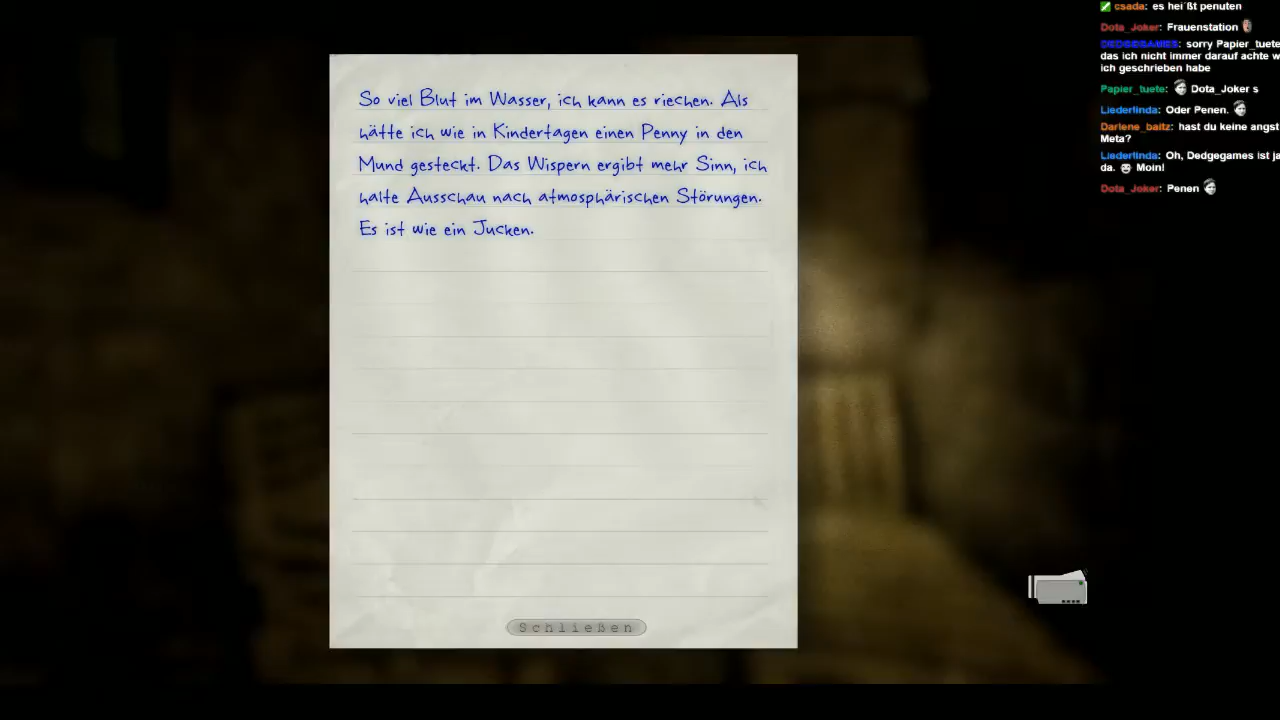 So viel Blut im Wasser, ich kann es riechen. Als
hätte ich wie in Kindertagen einen Penny in den
Mund gesteckt. Das Wispern ergibt mehr Sinn, ich
halte Ausschau nach atmosphärischen Störungen.
Es ist wie ein Jucken.
Schließen
csada: es hei´ßt penuten
Dota_Joker: Frauenstation
DEDGEGAMES: sorry Papier_tuete
das ich nicht immer darauf achte w
ich geschrieben habe
Papier_tuete: Dota_Joker s
Liederlinda: Oder Penen.
Darlene_baitz: hast du keine angst
Meta?
Liederlinda: Oh, Dedgegames ist ja
da. Moin!
Dota_Joker: Penen